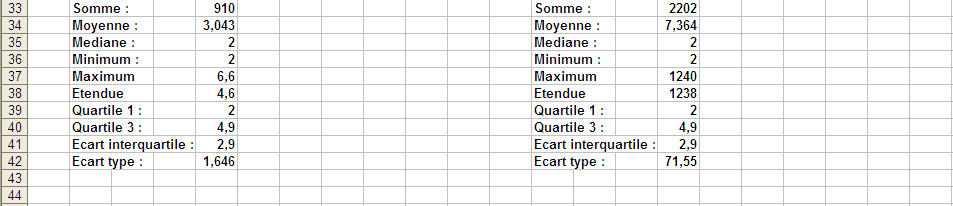 33 Somme : 910 Somme : 2202
34 Moyenne : 3,043 Moyenne : 7,364
35 Mediane : 2 Mediane : 2
36 Minimum : 2 Minimum : 2
37 Maximum 6,6 Maximum 1240
38 Etendue 4,6 Etendue 1238
39 Quartile 1 : 2 Quartile 1 : 2
40 Quartile 3 : 4,9 Quartile 3 : 4,9
41 Ecart interquartile : 2,9 Ecart interquartile : 2,9
42 Ecart type : 1,646 Ecart type : 71,55
43
44